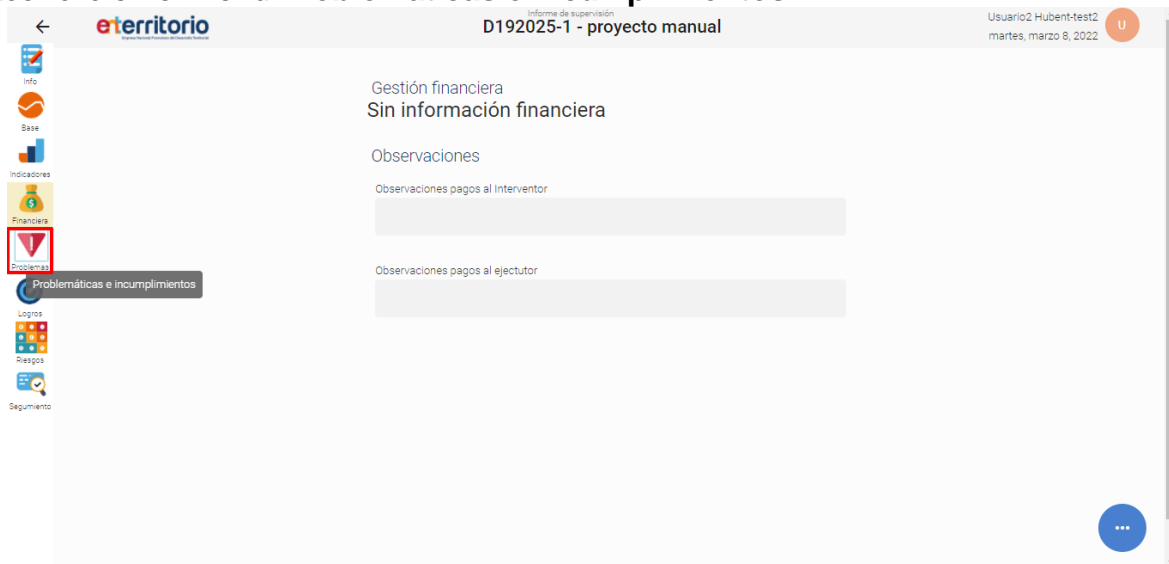 Informe de supervisión
eterritorio
D192025-1 - proyecto manual
Usuario2 Hubent-test2
martes, marzo 8, 2022
U
Info
Base
Indicadores
Financiera
Problemas
Problemáticas e incumplimientos
Logros
Riesgos
Segumiento
Gestión financiera
Sin información financiera
Observaciones
Observaciones pagos al Interventor
Observaciones pagos al ejectutor